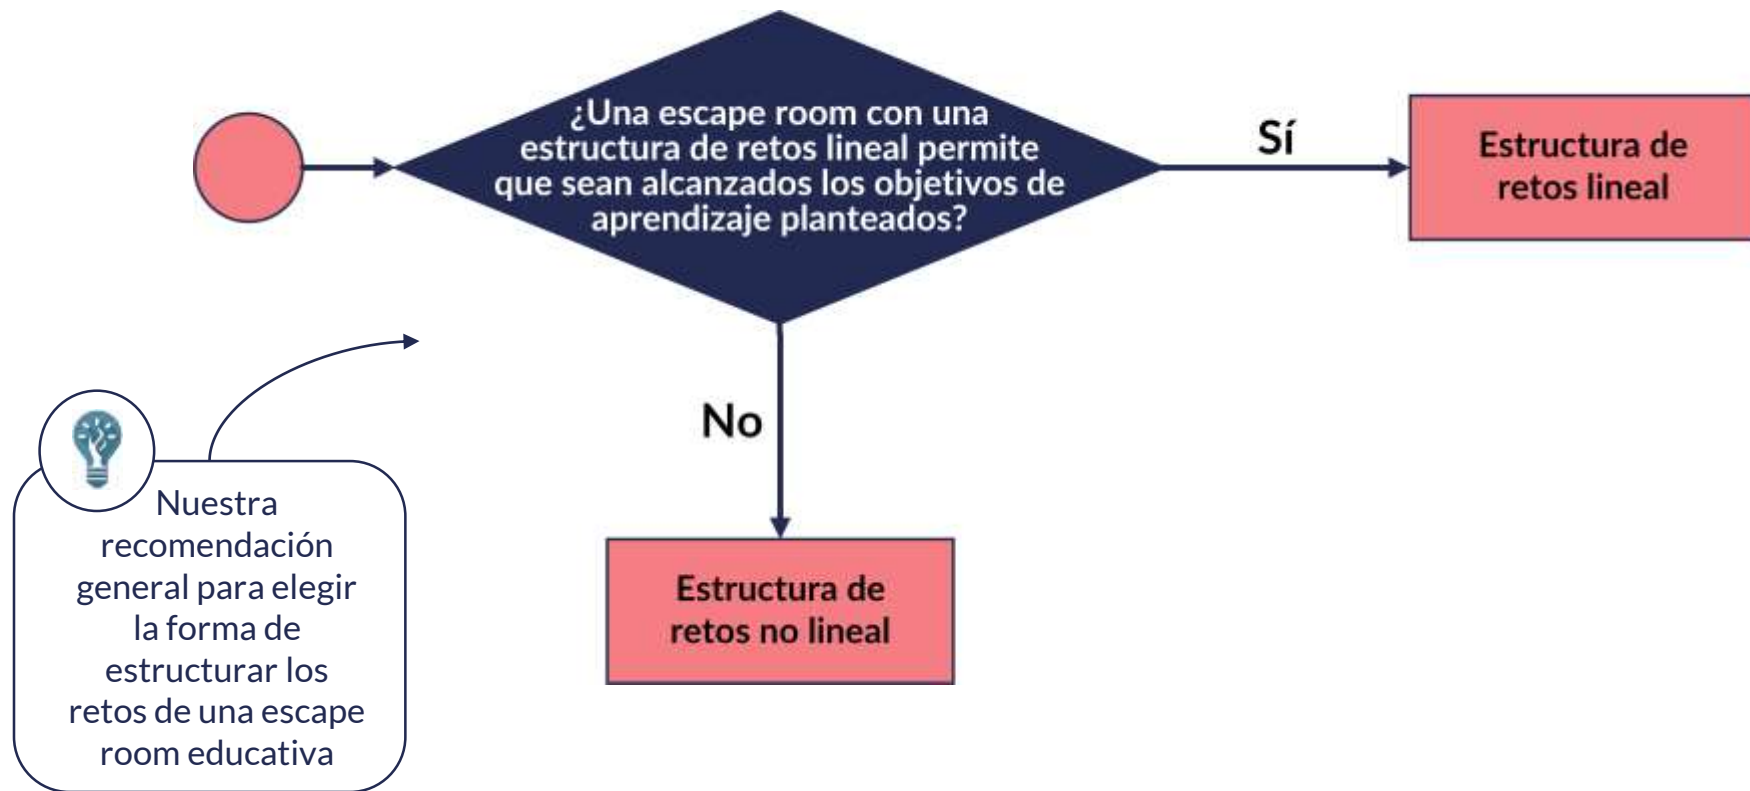 ¿Una escape room con una
estructura de retos lineal permite
que sean alcanzados los objetivos de
aprendizaje planteados?
Sí
Estructura de
retos lineal
No
Estructura de
retos no lineal
Nuestra
recomendación
general para elegir
la forma de
estructurar los
retos de una escape
room educativa